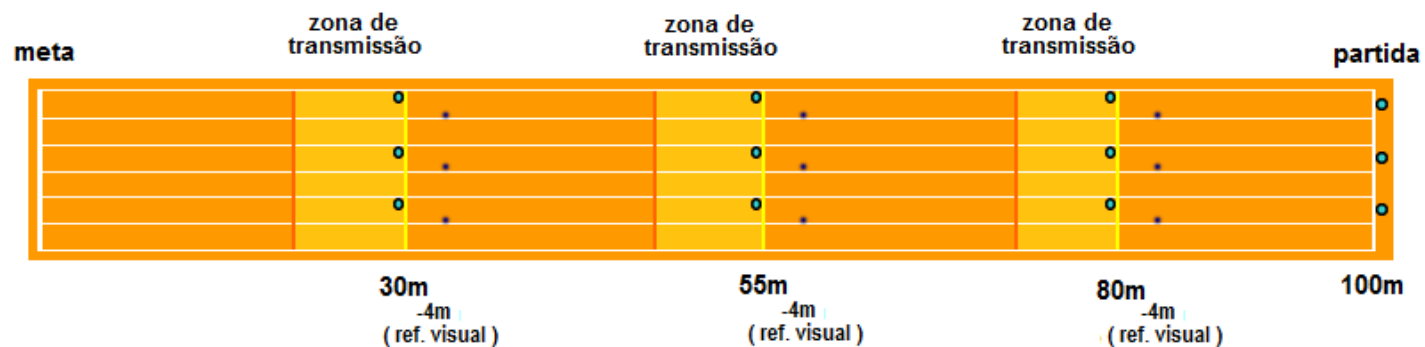 zona de
transmissão
zona de
transmissão
zona de
transmissão
meta
partida
30m
-4m
( ref. visual )
55m
-4m
( ref. visual )
80m
-4m
( ref. visual )
100m